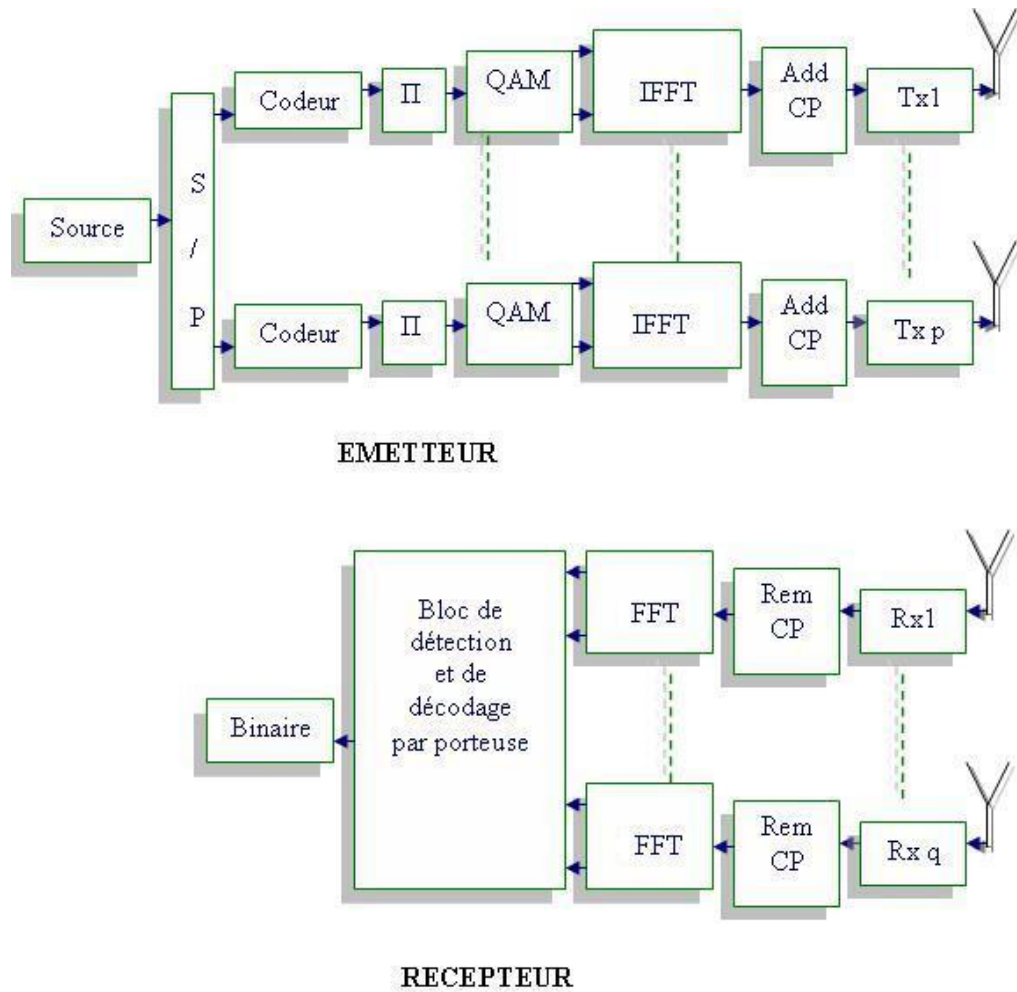 Codeur
Π
QAM
IFFT
Add
CP
Tx1
Source
S
/
P
Codeur
Π
QAM
IFFT
Add
CP
Tx p
EMETTEUR
Bloc de
détection
et de
décodage
par porteuse
FFT
Rem
CP
Rx1
Binaire
FFT
Rem
CP
Rx q
RECEPTEUR